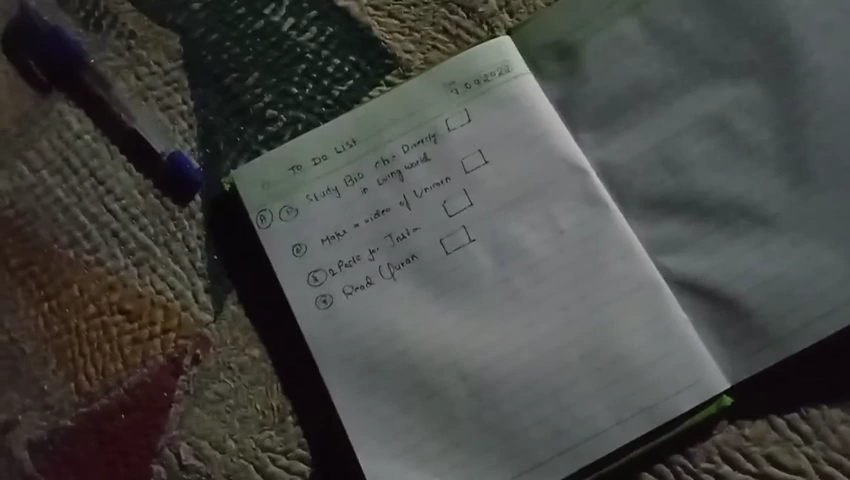 TO DO LIST
A 1 Study Bio Ch: Diversity
in Living world
2 Make a video of
3 2 Posts for Insta
4 Read Quran